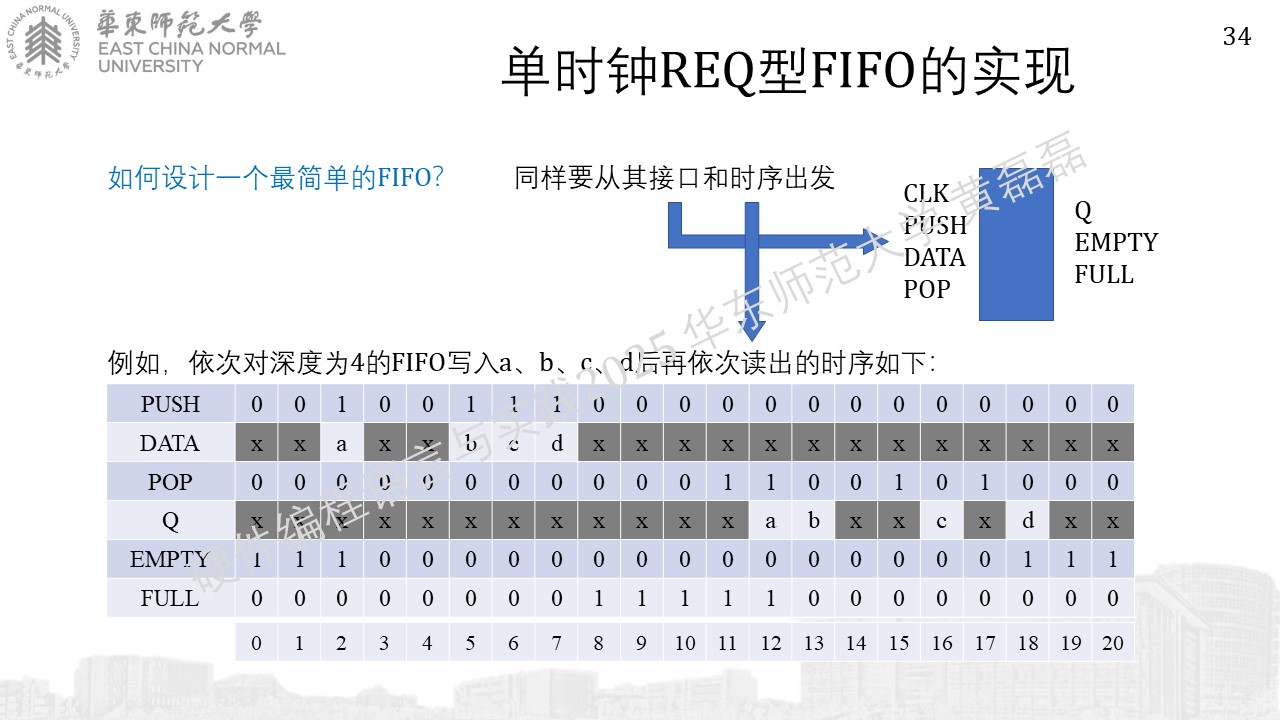 華東師范大學
EAST CHINA NORMAL
UNIVERSITY
EAST CHINA NORMAL UNIVERSITY
華東师范大学
34
单时钟REQ型FIFO的实现
如何设计一个最简单的FIFO?
同样要从其接口和时序出发
CLK
PUSH
DATA
POP
Q
EMPTY
FULL
例如，依次对深度为4的FIFO写入a、b、c、d后再依次读出的时序如下：
PUSH 0 0 1 0 0 1 1 1 0 0 0 0 0 0 0 0 0 0 0 0 0
DATA x x a x x b c d x x x x x x x x x x x x x
POP 0 0 0 0 0 0 0 0 0 0 0 1 1 0 0 1 0 1 0 0 0
Q x x x x x x x x x x x x a b x x c x d x x
EMPTY 1 1 1 0 0 0 0 0 0 0 0 0 0 0 0 0 0 0 1 1 1
FULL 0 0 0 0 0 0 0 0 1 1 1 1 1 0 0 0 0 0 0 0 0
0 1 2 3 4 5 6 7 8 9 10 11 12 13 14 15 16 17 18 19 20
硬件编程语言与实践2025 华东师范大学 黄磊磊